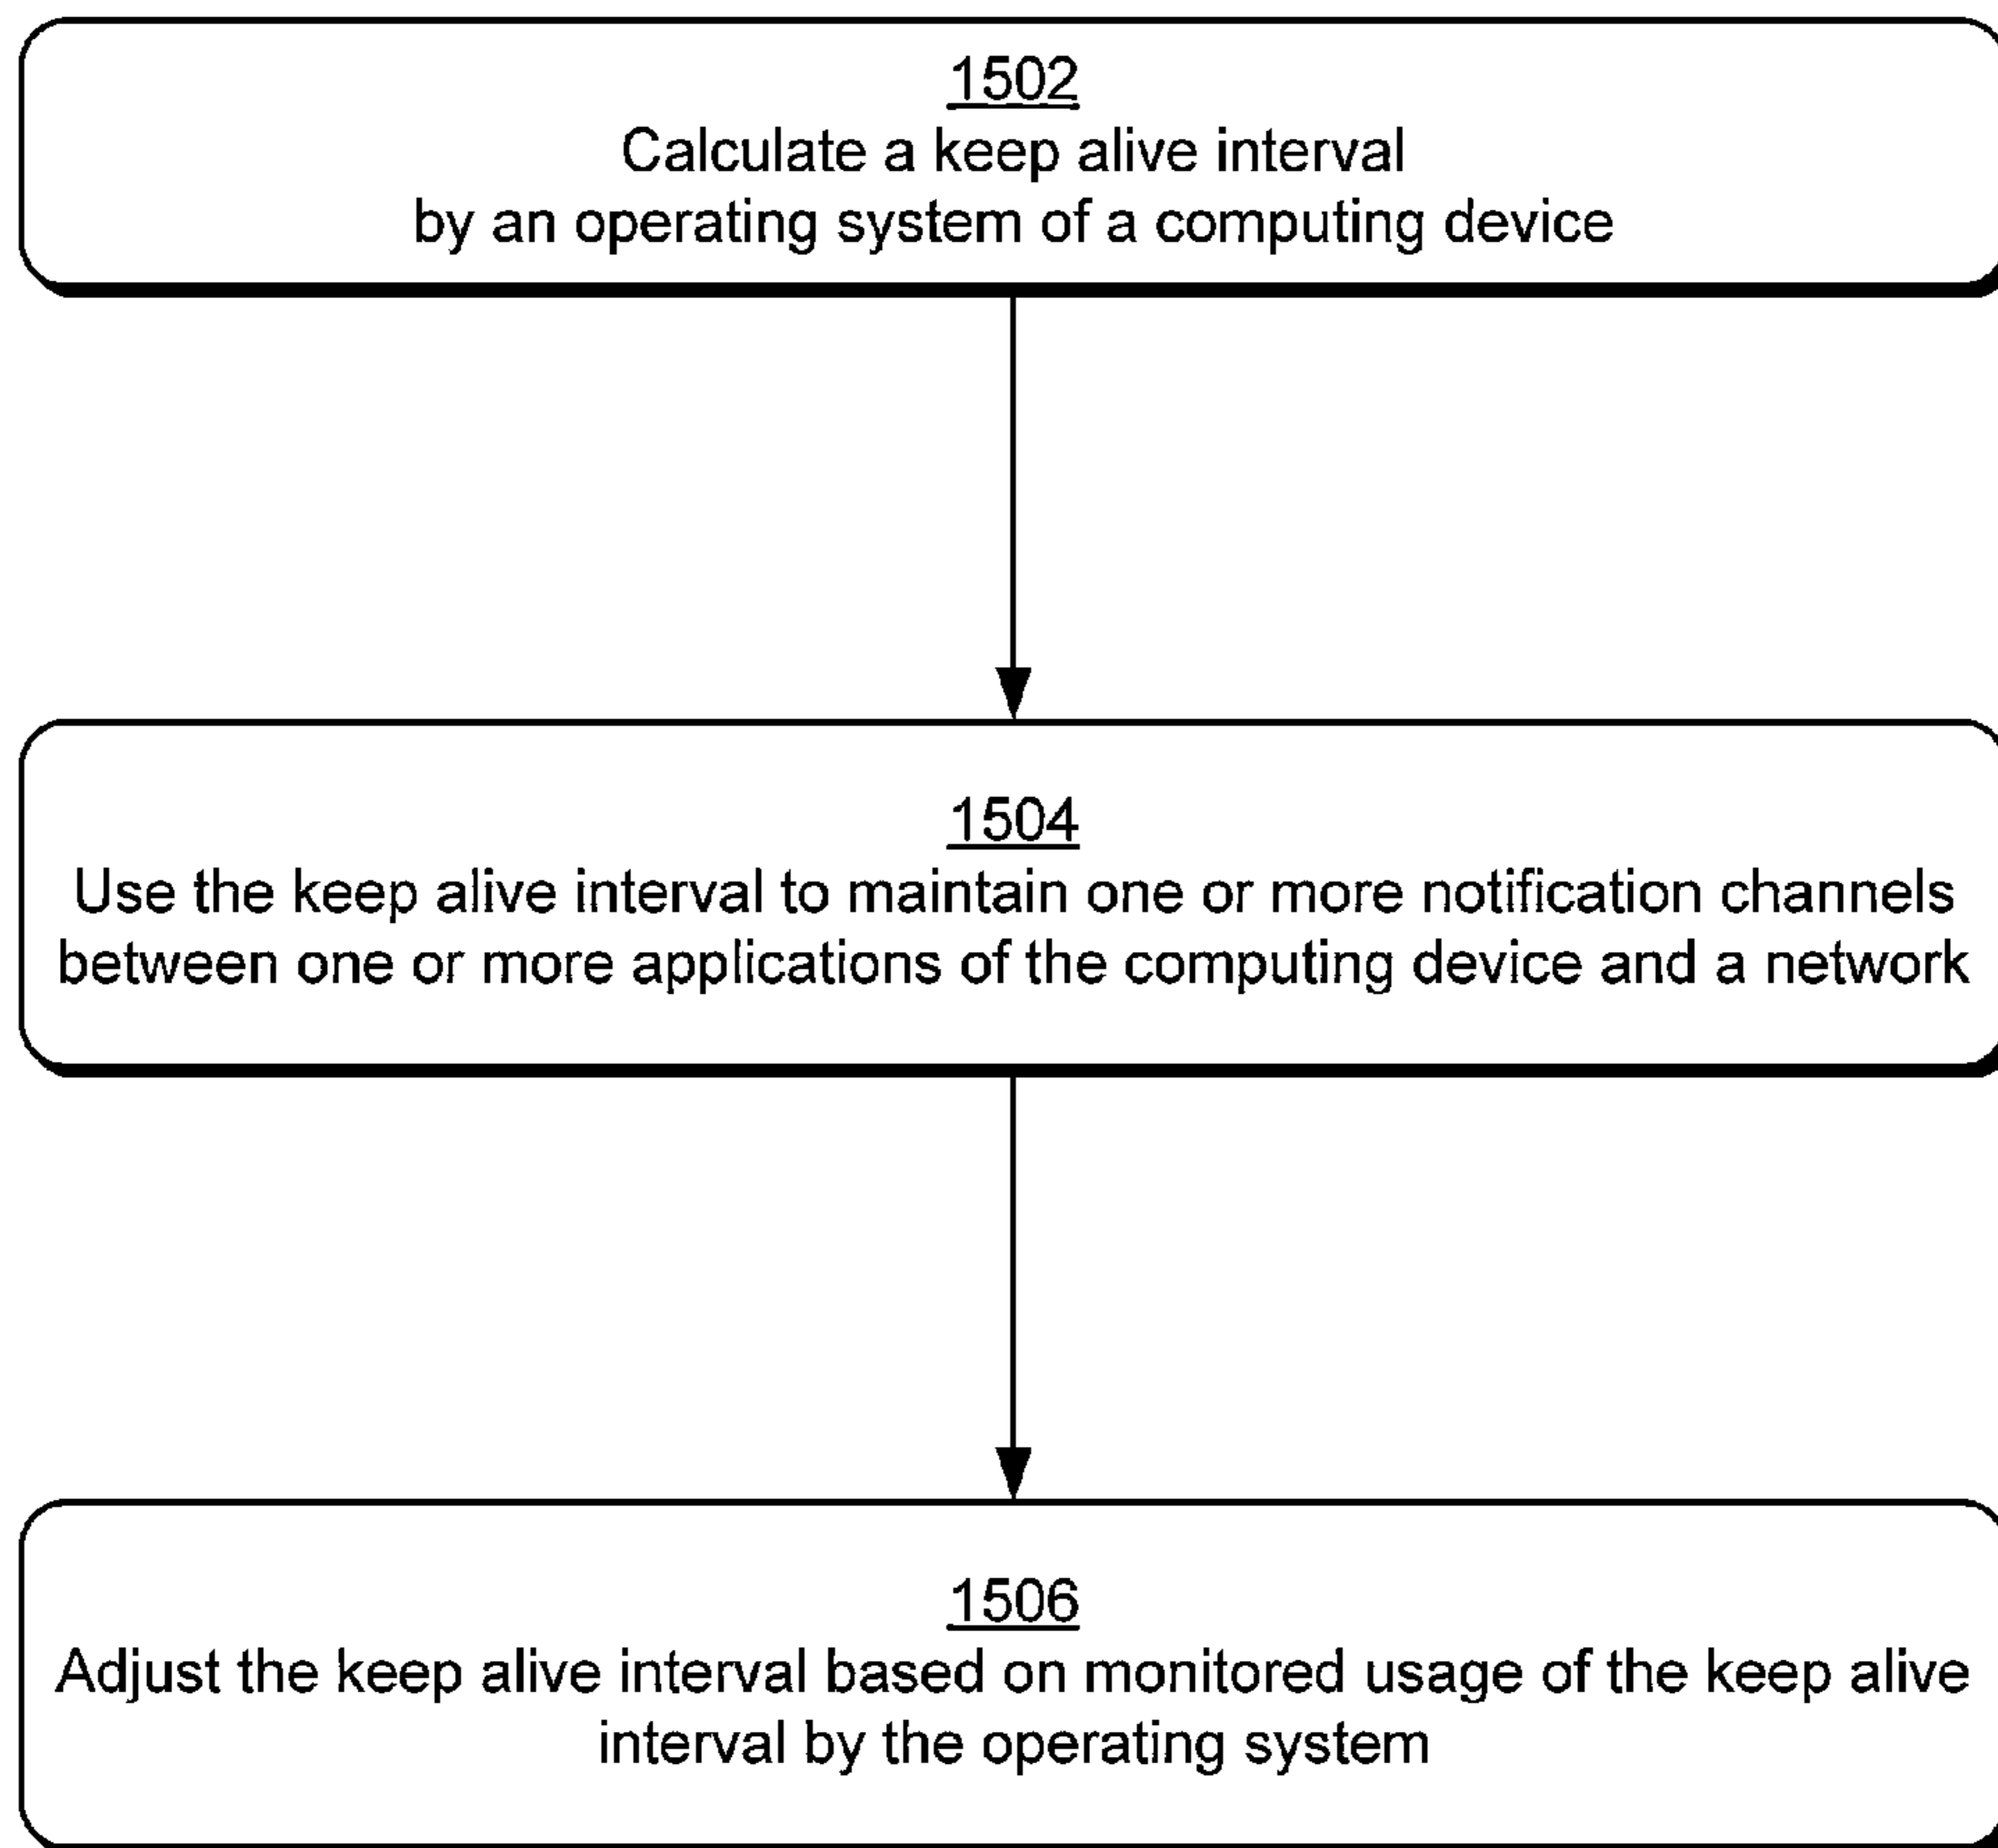 1502
Calculate a keep alive interval
by an operating system of a computing device
1504
Use the keep alive interval to maintain one or more notification channels
between one or more applications of the computing device and a network
1506
Adjust the keep alive interval based on monitored usage of the keep alive
interval by the operating system